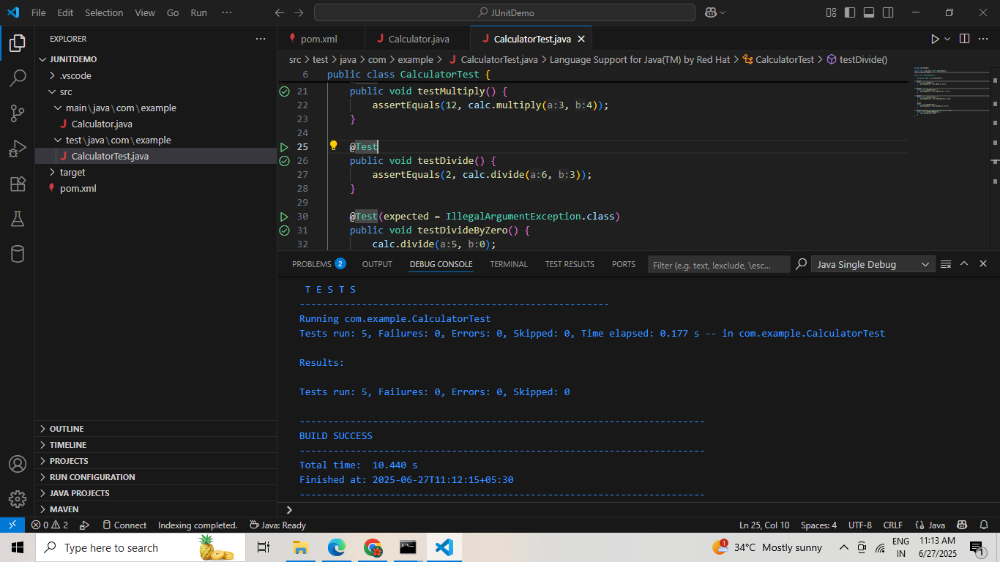 File Edit Selection View Go Run ···
JUnitDemo
EXPLORER ···
JUNITDEMO
.vscode
src
main\java\com\example
Calculator.java
test\java\com\example
CalculatorTest.java
target
pom.xml
OUTLINE
TIMELINE
PROJECTS
RUN CONFIGURATION
JAVA PROJECTS
MAVEN
pom.xml Calculator.java CalculatorTest.java
src > test > java > com > example > CalculatorTest.java > Language Support for Java(TM) by Red Hat > CalculatorTest > testDivide()
6 public class CalculatorTest {
21 public void testMultiply() {
22 assertEquals(12, calc.multiply(a:3, b:4));
23 }
24
25 @Test
26 public void testDivide() {
27 assertEquals(2, calc.divide(a:6, b:3));
28 }
29
30 @Test(expected = IllegalArgumentException.class)
31 public void testDivideByZero() {
32 calc.divide(a:5, b:0);
PROBLEMS 2 OUTPUT DEBUG CONSOLE TERMINAL TEST RESULTS PORTS Filter (e.g. text, !exclude, \esc... Java Single Debug
T E S T S
-------------------------------------------------------
Running com.example.CalculatorTest
Tests run: 5, Failures: 0, Errors: 0, Skipped: 0, Time elapsed: 0.177 s -- in com.example.CalculatorTest
Results:
Tests run: 5, Failures: 0, Errors: 0, Skipped: 0
------------------------------------------------------------------------
BUILD SUCCESS
------------------------------------------------------------------------
Total time:  10.440 s
Finished at: 2025-06-27T11:12:15+05:30
------------------------------------------------------------------------
>
0 2 Connect Indexing completed. Java: Ready Ln 25, Col 10 Spaces: 4 UTF-8 CRLF {} Java
Type here to search 1 34°C Mostly sunny ENG IN 11:13 AM 6/27/2025 1